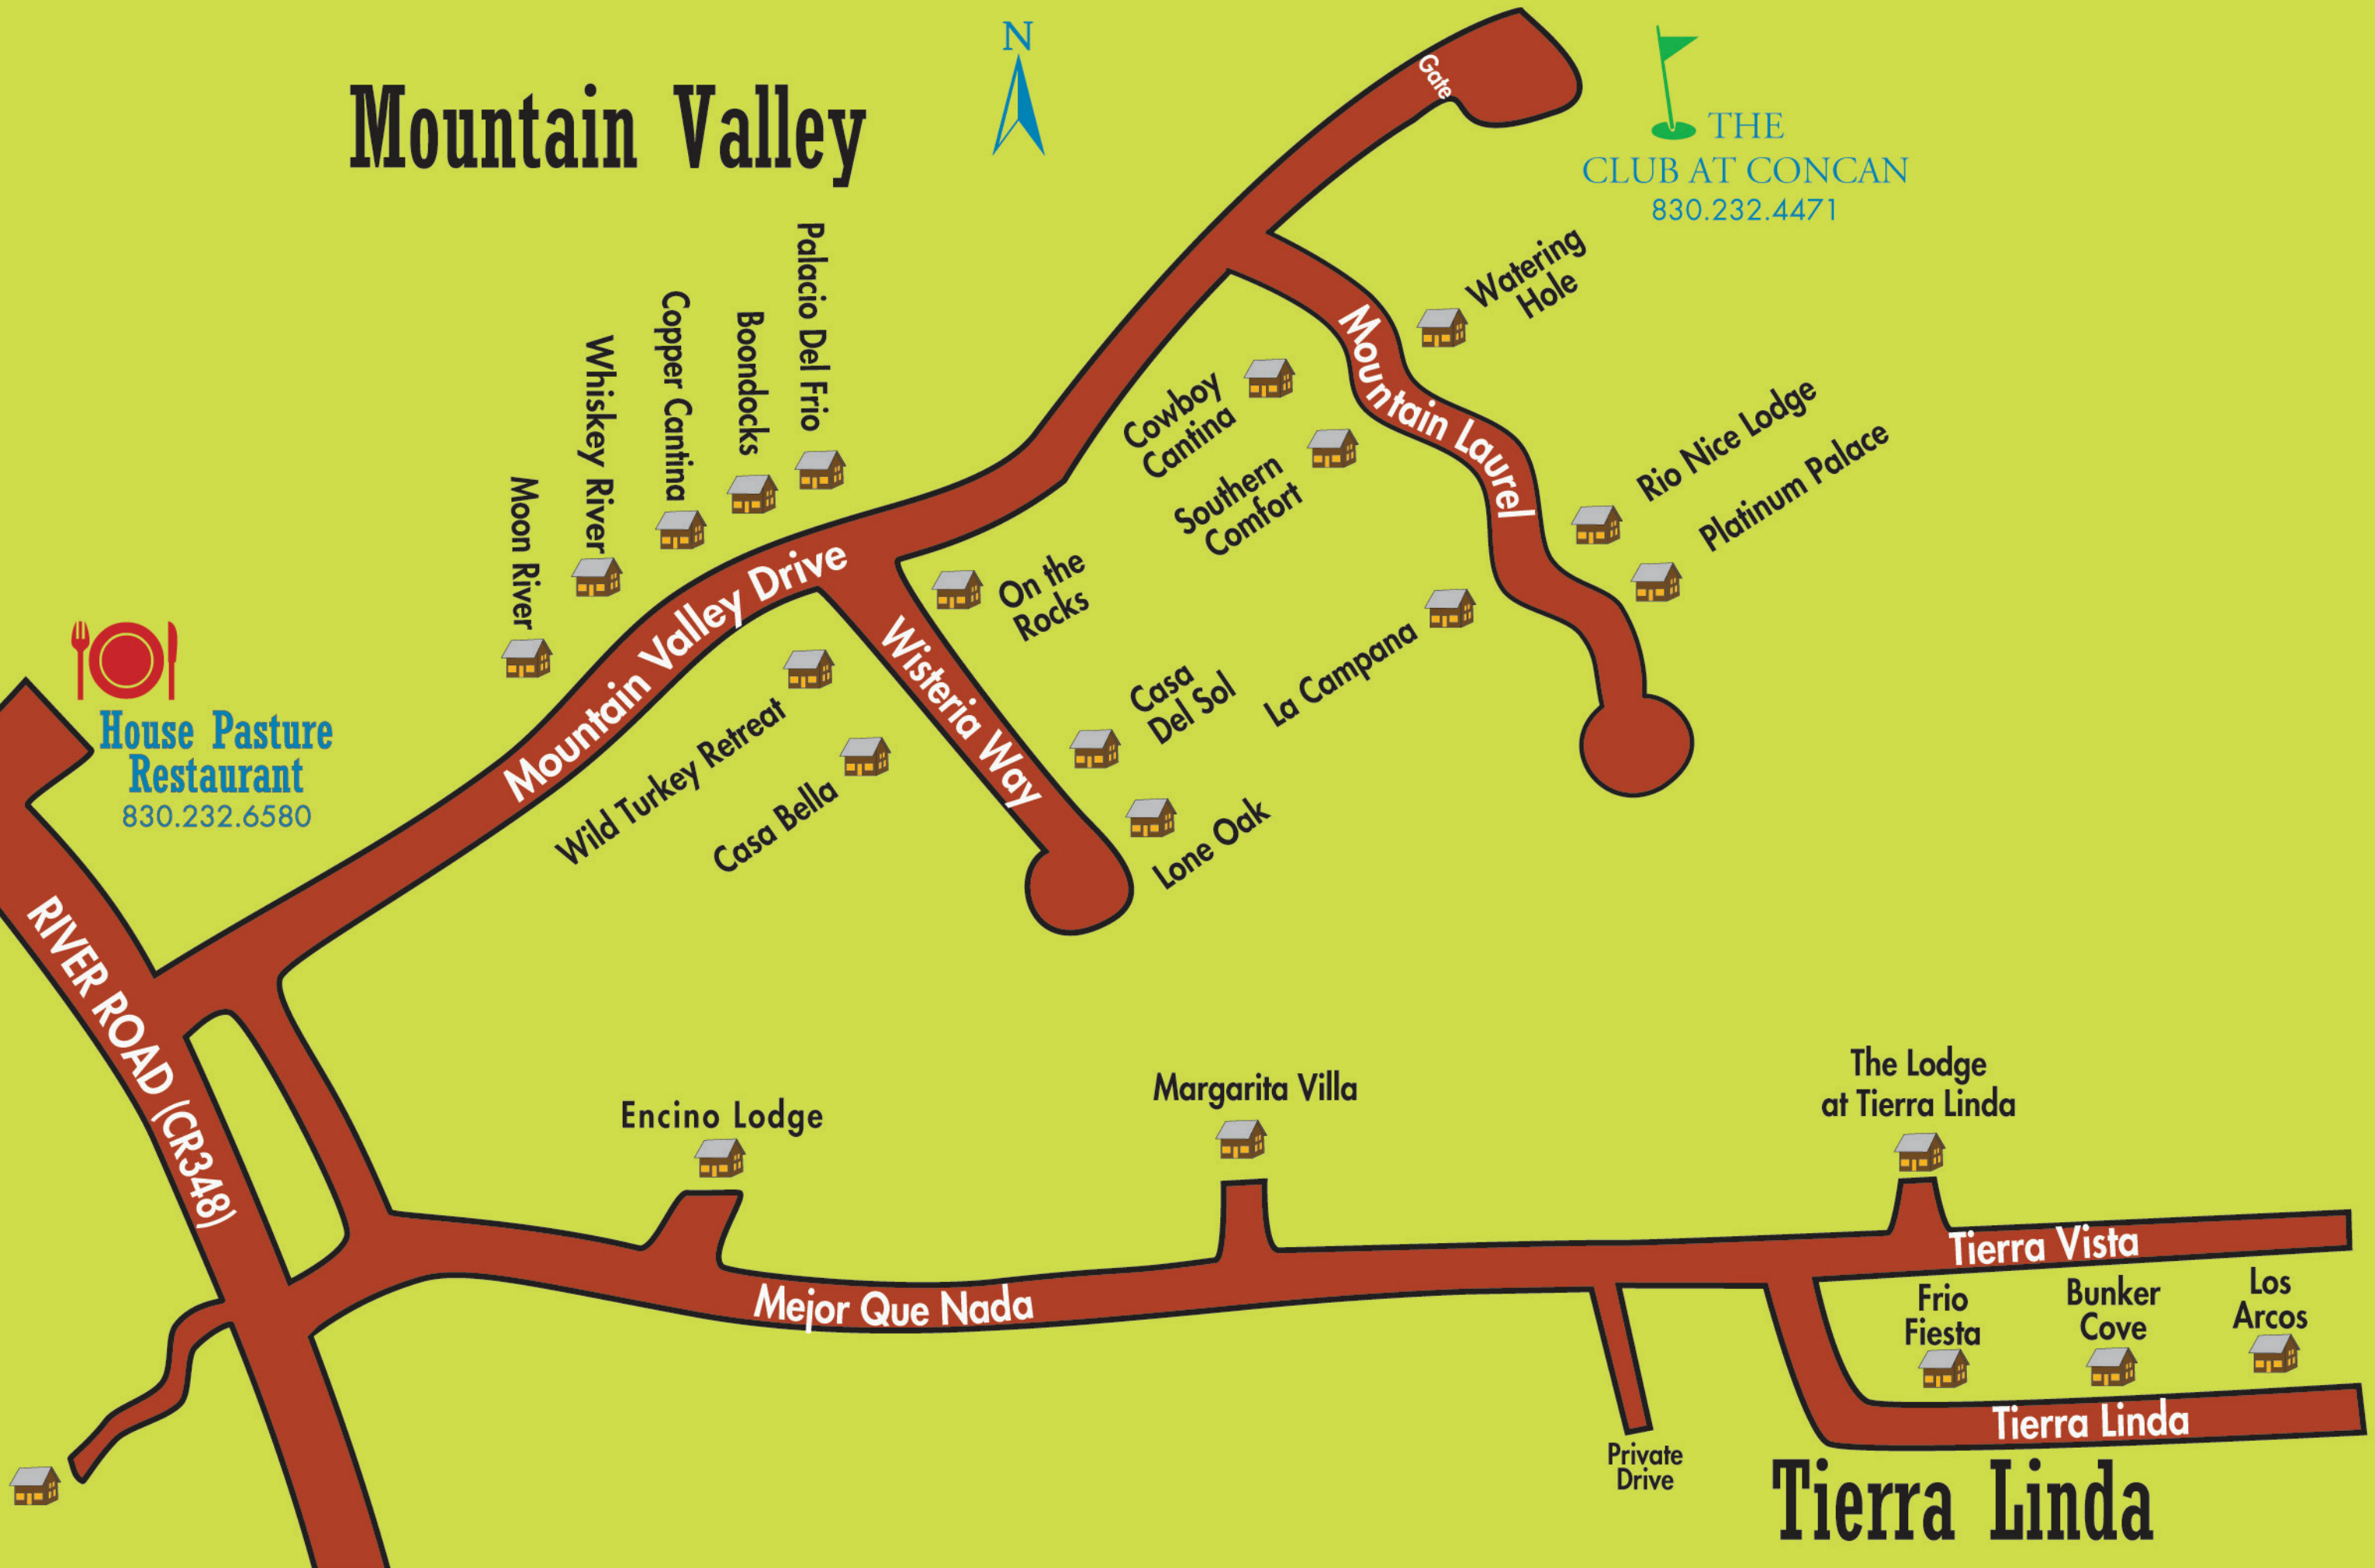 N
Mountain Valley
Gate
THE
CLUB AT CONCAN
830.232.4471
Palacio Del Frio
Boondocks
Copper Cantina
Whiskey River
Moon River
Watering
Hole
Cowboy
Cantina
Mountain Laurel
Southern
Comfort
Rio Nice Lodge
Platinum Palace
On the
Rocks
Mountain Valley Drive
Wisteria Way
Casa
Del Sol
La Campana
House Pasture
Restaurant
830.232.6580
Wild Turkey Retreat
Casa Bella
Lone Oak
RIVER ROAD (CR348)
Encino Lodge
Margarita Villa
The Lodge
at Tierra Linda
Mejor Que Nada
Tierra Vista
Frio
Fiesta
Bunker
Cove
Los
Arcos
Tierra Linda
Private
Drive
Tierra Linda